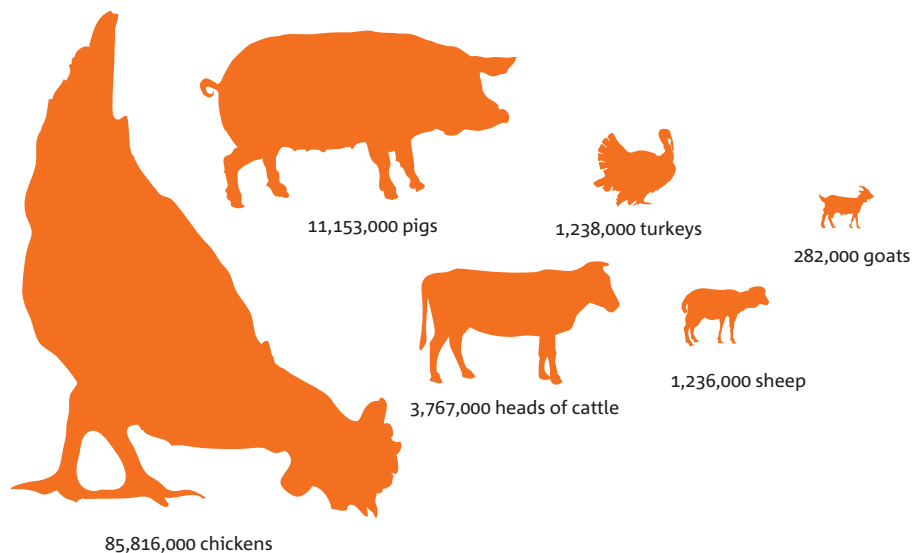 11,153,000 pigs
1,238,000 turkeys
282,000 goats
3,767,000 heads of cattle
1,236,000 sheep
85,816,000 chickens